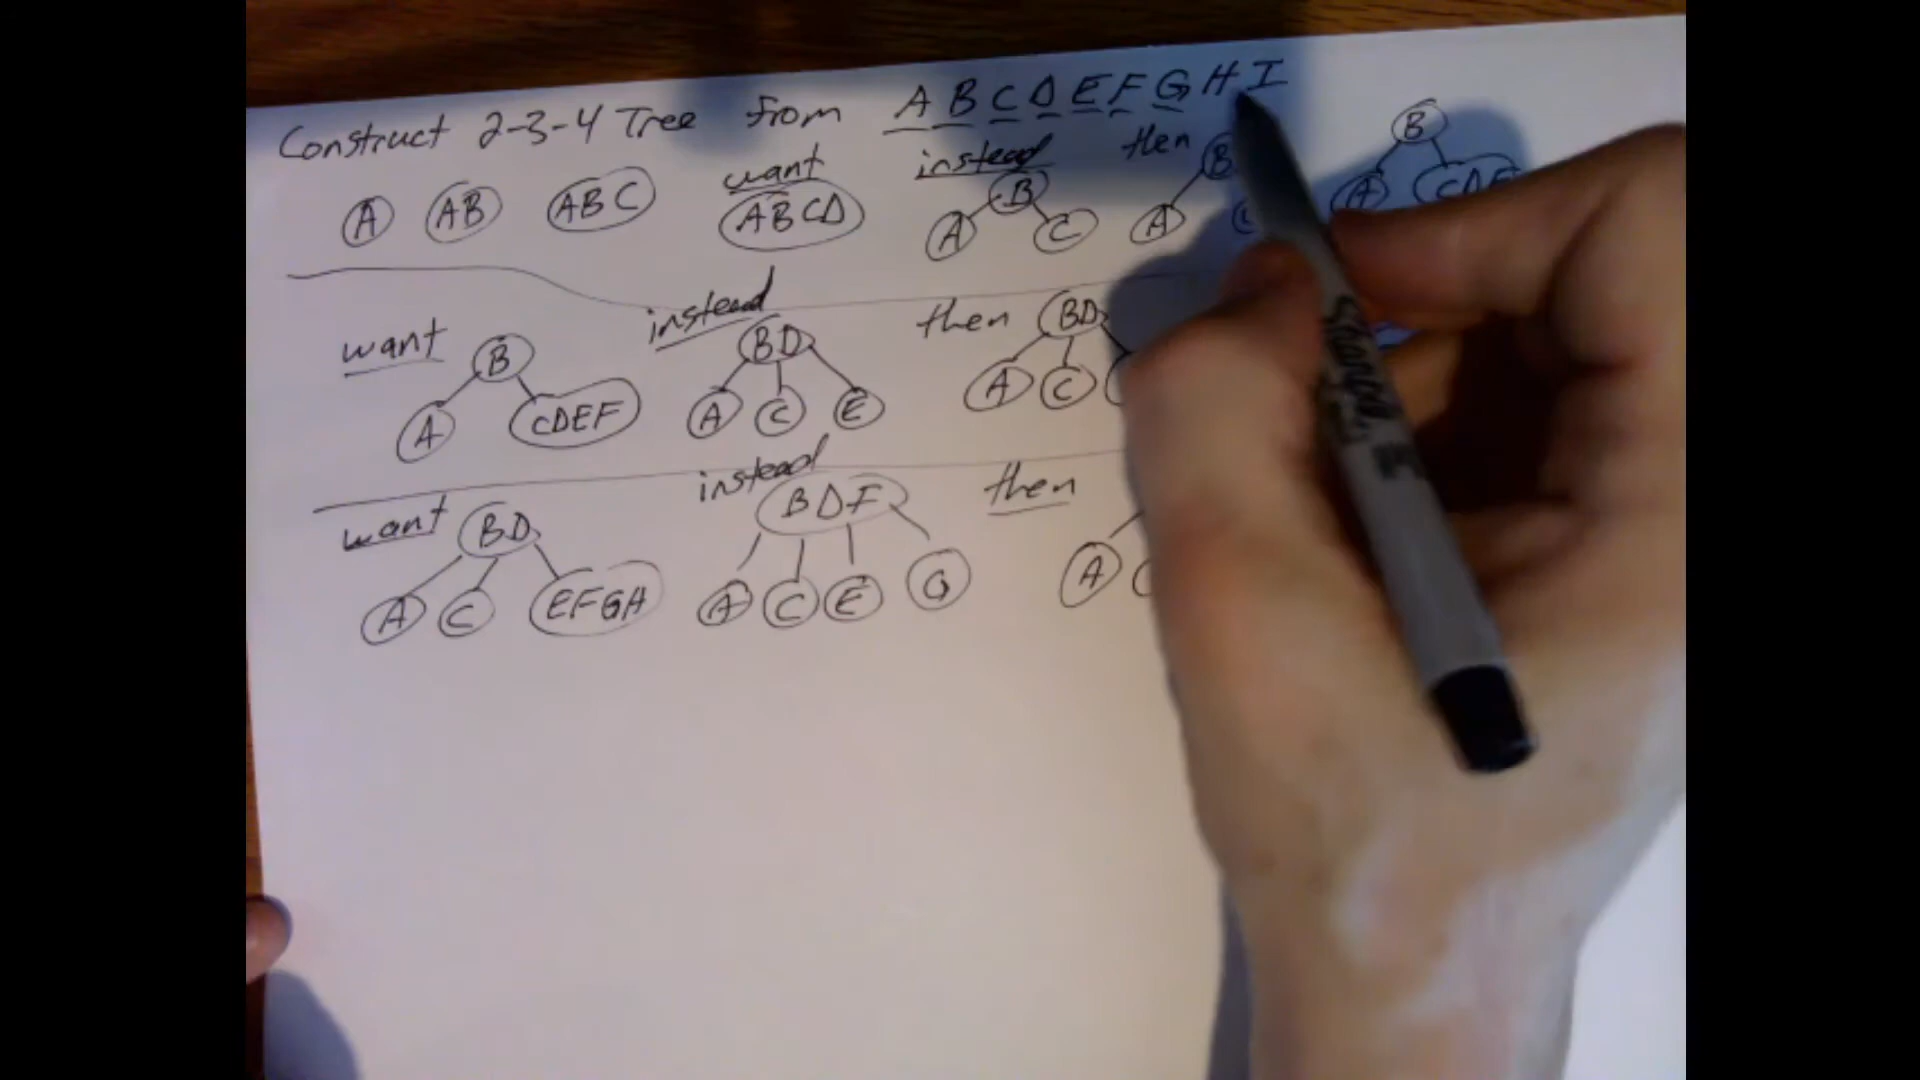 Construct 2-3-4 Tree from A B C D E F G H I
want instead then
B
B
B
A AB ABC ABCD A C A A CDE
want B instead BD then BD
A CDEF A C E A C
want BD instead BDF then
A C EFGH A C E G A